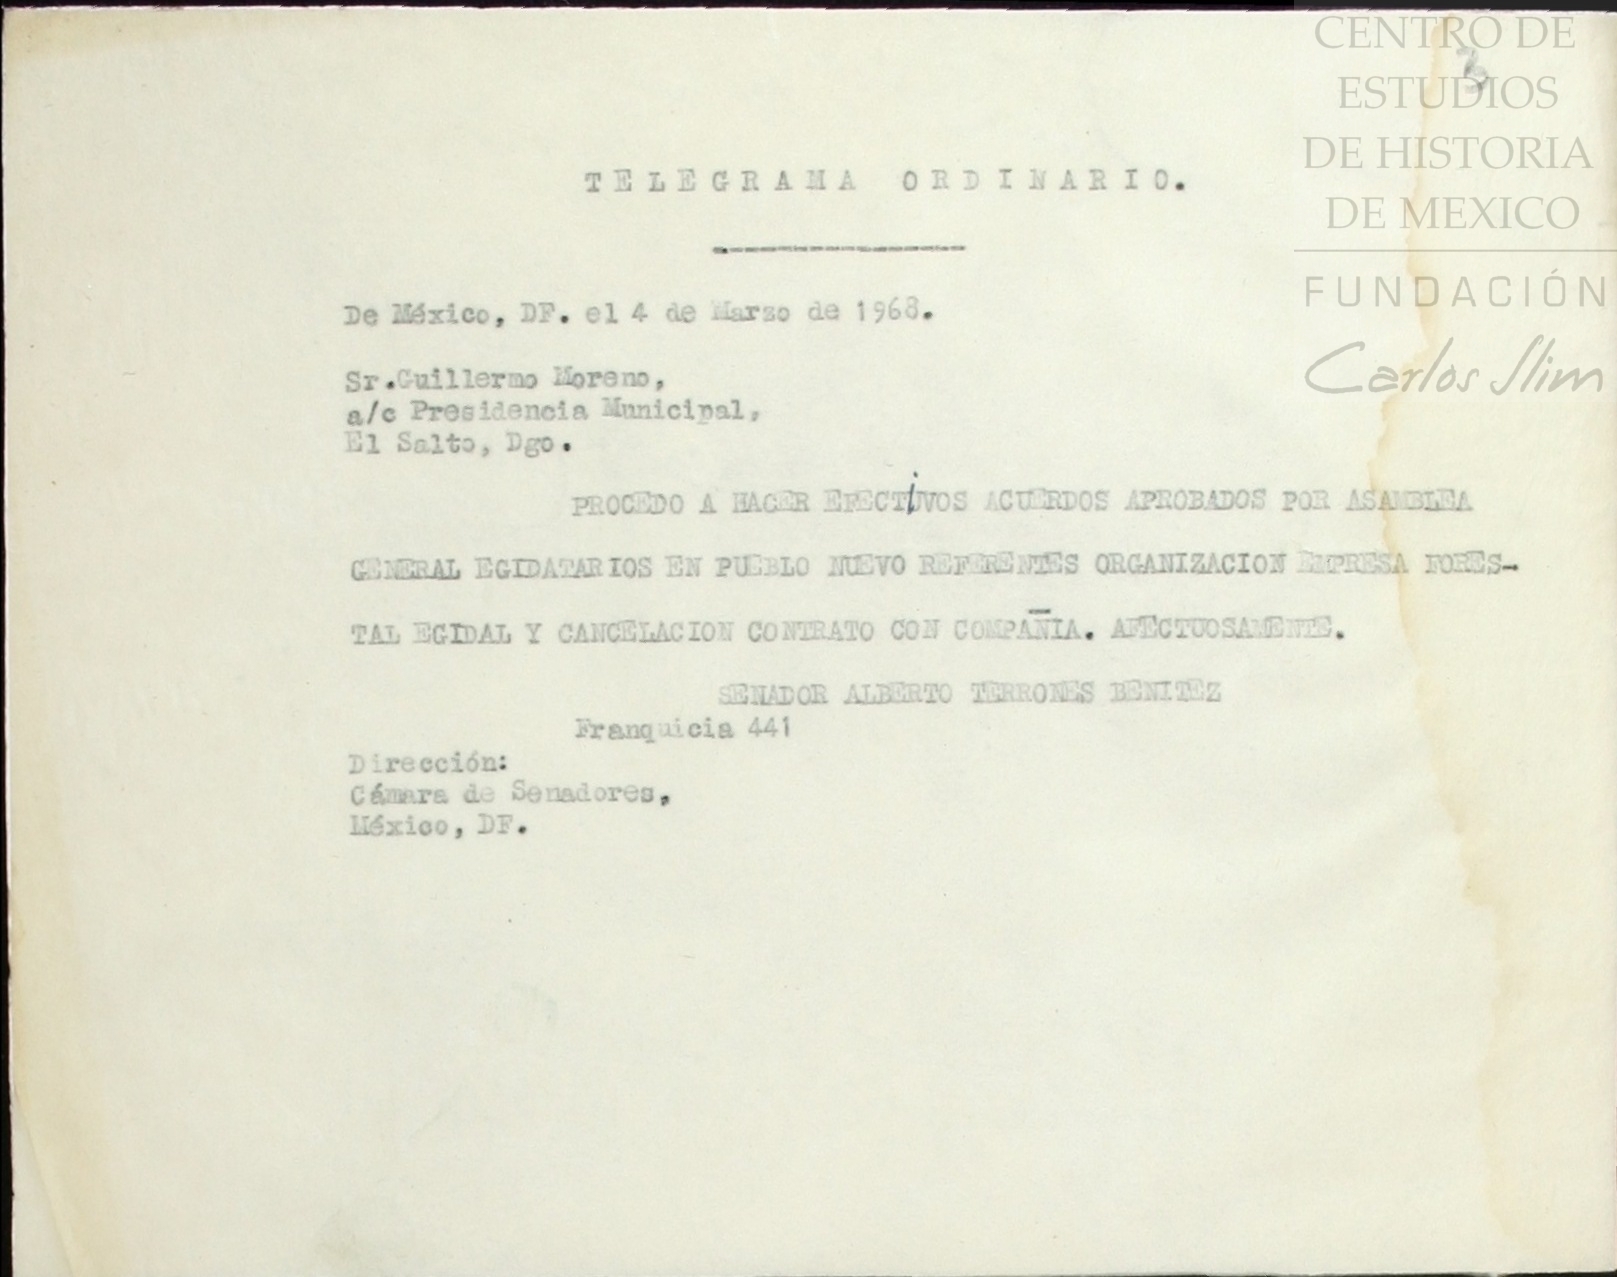 CENTRO DE
ESTUDIOS
DE HISTORIA
DE MEXICO
FUNDACIÓN
Carlos Slim
3
TELEGRAMA ORDINARIO.
De México, DF. el 4 de Marzo de 1968.
Sr.Guillermo Moreno,
a/c Presidencia Municipal,
El Salto, Dgo.
PROCEDO A HACER EFECTiVOS ACUERDOS APROBADOS POR ASAMBLEA
GENERAL EGIDATARIOS EN PUEBLO NUEVO REFERENTES ORGANIZACION EMPRESA FORES-
TAL EGIDAL Y CANCELACION CONTRATO CON COMPAÑIA. AFECTUOSAMENTE.
SENADOR ALBERTO TERRONES BENITEZ
Franquicia 441
Dirección:
Cámara de Senadores,
México, DF.